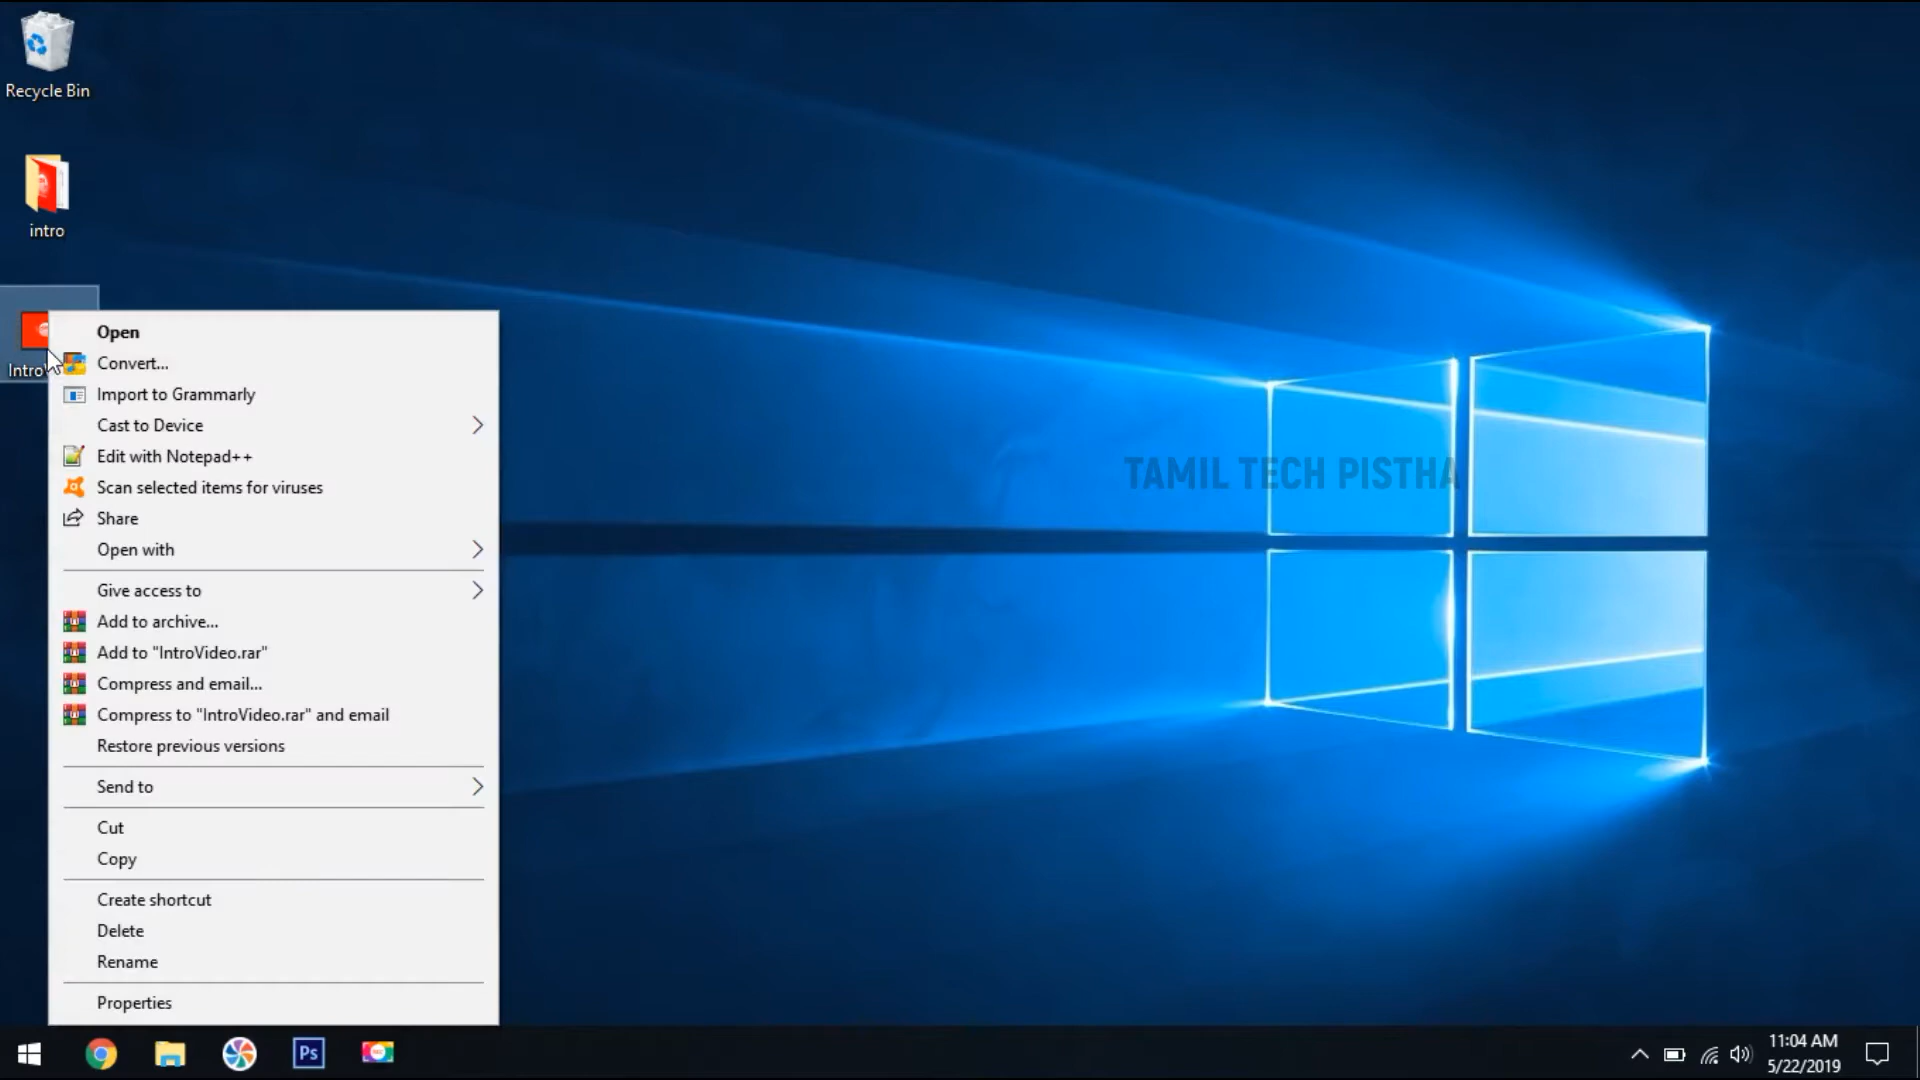 Recycle Bin
intro
Intro
Open
Convert...
Import to Grammarly
Cast to Device
Edit with Notepad++
Scan selected items for viruses
Share
Open with
Give access to
Add to archive...
Add to "IntroVideo.rar"
Compress and email...
Compress to "IntroVideo.rar" and email
Restore previous versions
Send to
Cut
Copy
Create shortcut
Delete
Rename
Properties
TAMIL TECH PISTHA
Ps
11:04 AM
5/22/2019